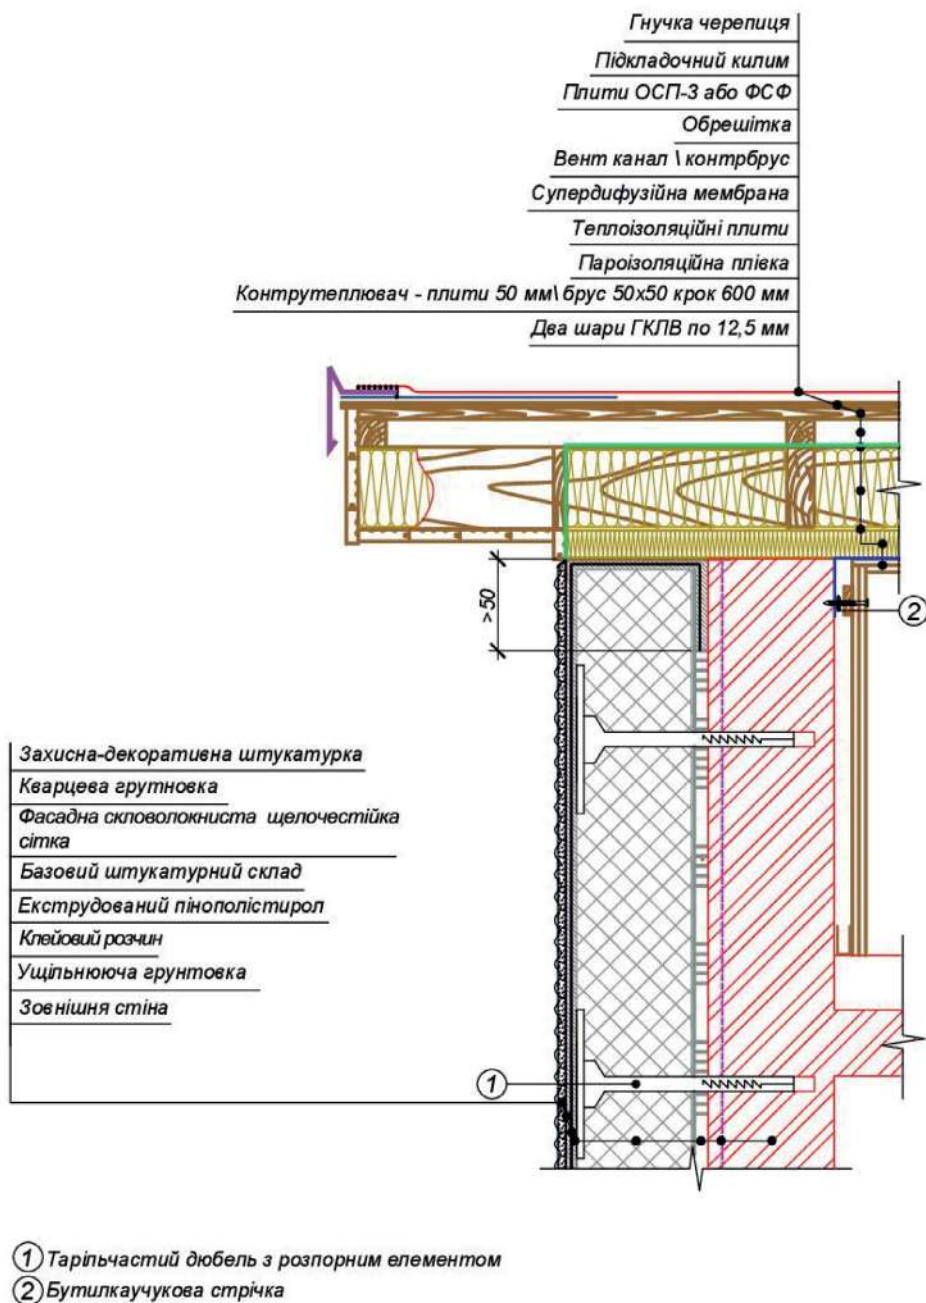 Гнучка черепиця
Підкладочний килим
Плити ОСП-3 або ФСФ
Обрешітка
Вент канал \ контрбрус
Супердифузійна мембрана
Теплоізоляційні плити
Пароізоляційна плівка
Контрутеплювач - плити 50 мм\ брус 50х50 крок 600 мм
Два шари ГКЛВ по 12,5 мм
>50
2
Захисна-декоративна штукатурка
Кварцева грутновка
Фасадна скловолокниста щелочестійка
сітка
Базовий штукатурний склад
Екструдований пінополістирол
Клейовий розчин
Ущільнююча грунтовка
Зовнішня стіна
1
1 Тарільчастий дюбель з розпорним елементом
2 Бутилкаучукова стрічка